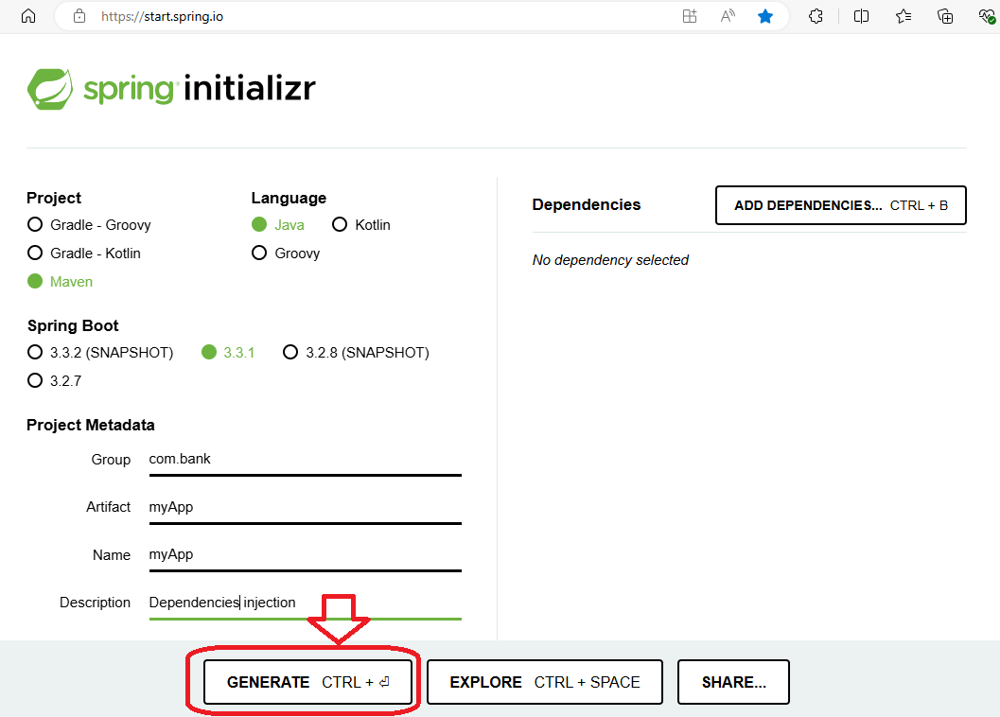 https://start.spring.io
spring initializr
Project
Gradle - Groovy
Gradle - Kotlin
Maven
Language
Java Kotlin
Groovy
Spring Boot
3.3.2 (SNAPSHOT) 3.3.1 3.2.8 (SNAPSHOT)
3.2.7
Project Metadata
Group com.bank
Artifact myApp
Name myApp
Description Dependencies injection
Dependencies
ADD DEPENDENCIES... CTRL + B
No dependency selected
GENERATE CTRL + ⏎
EXPLORE CTRL + SPACE
SHARE...